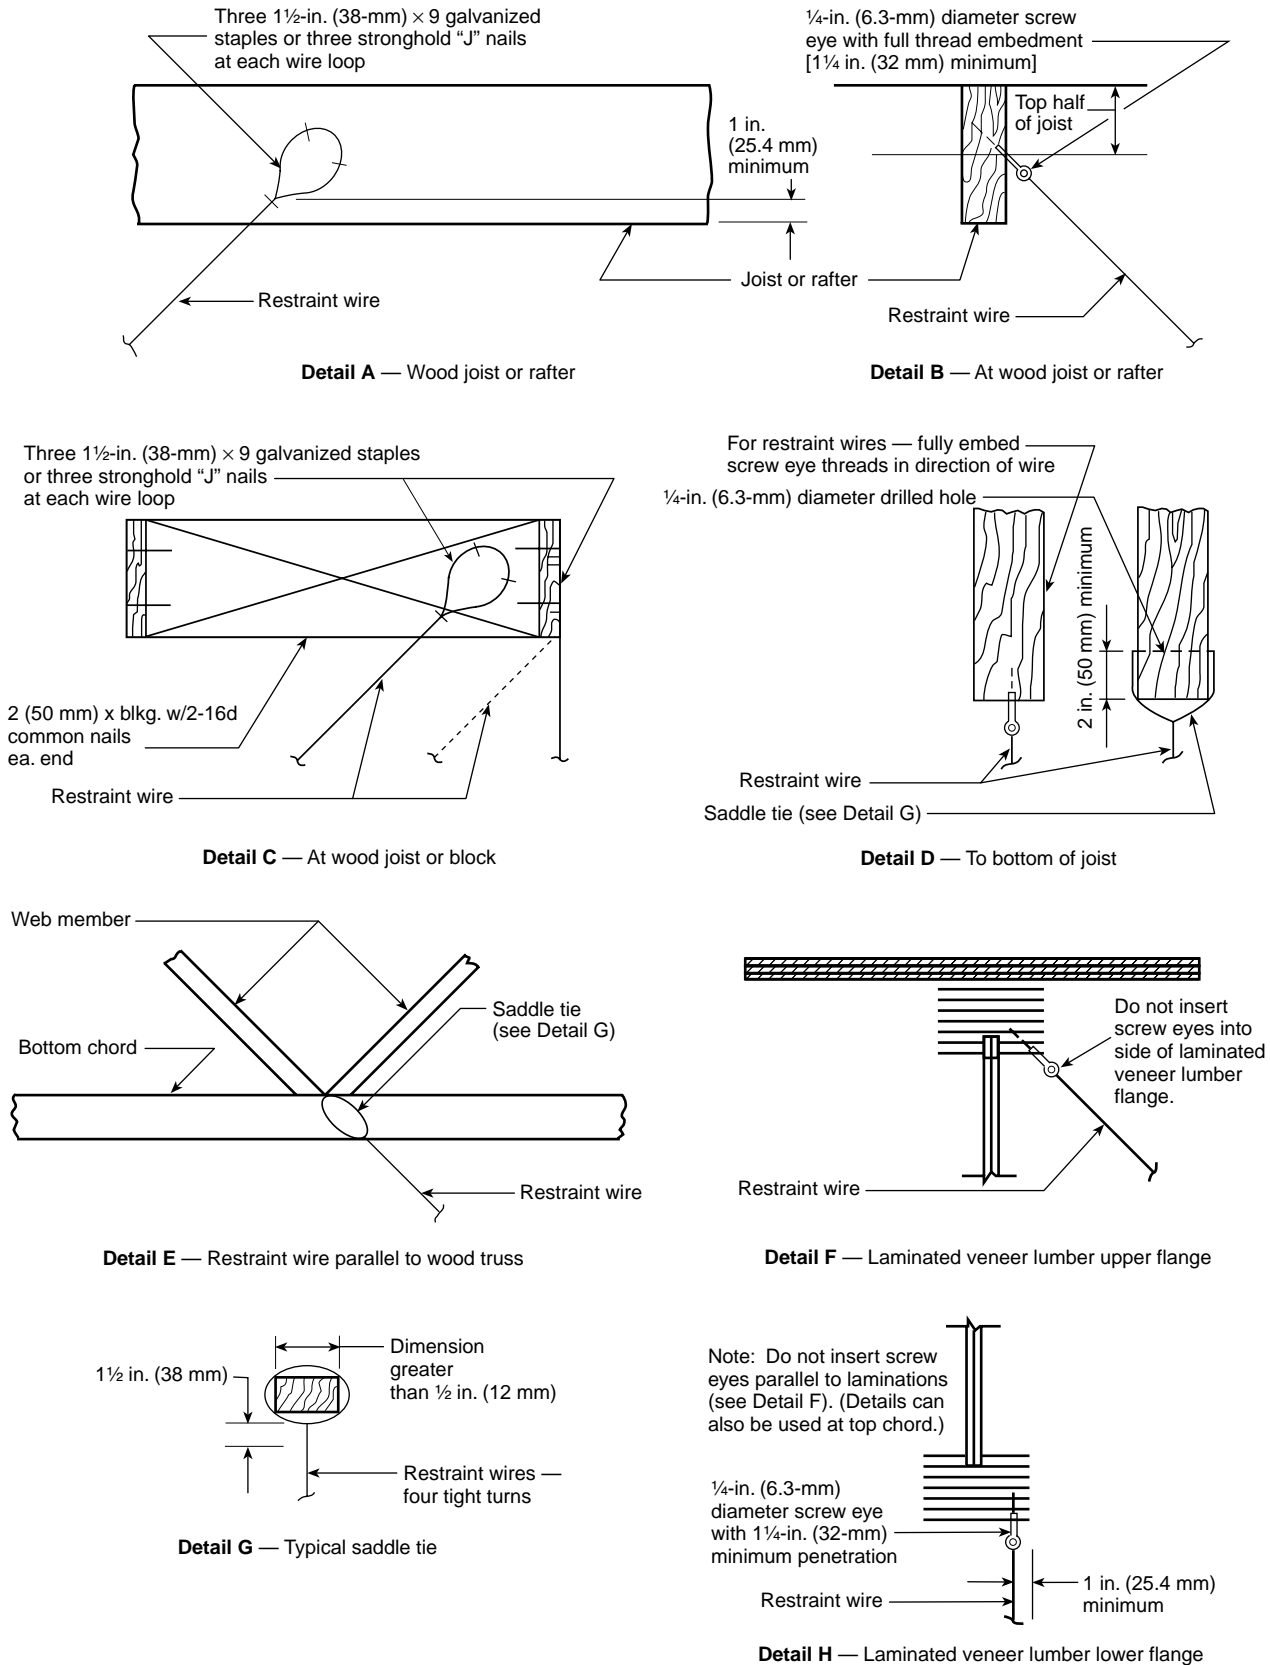 Three 1½-in. (38-mm) × 9 galvanized
staples or three stronghold “J” nails
at each wire loop
1 in.
(25.4 mm)
minimum
Restraint wire
Joist or rafter
Detail A — Wood joist or rafter
¼-in. (6.3-mm) diameter screw
eye with full thread embedment
[1¼ in. (32 mm) minimum]
Top half
of joist
Restraint wire
Detail B — At wood joist or rafter
Three 1½-in. (38-mm) × 9 galvanized staples
or three stronghold “J” nails
at each wire loop
2 (50 mm) x blkg. w/2-16d
common nails
ea. end
Restraint wire
Detail C — At wood joist or block
For restraint wires — fully embed
screw eye threads in direction of wire
¼-in. (6.3-mm) diameter drilled hole
2 in. (50 mm) minimum
Restraint wire
Saddle tie (see Detail G)
Detail D — To bottom of joist
Web member
Saddle tie
(see Detail G)
Bottom chord
Restraint wire
Detail E — Restraint wire parallel to wood truss
Do not insert
screw eyes into
side of laminated
veneer lumber
flange.
Restraint wire
Detail F — Laminated veneer lumber upper flange
Dimension
greater
than ½ in. (12 mm)
1½ in. (38 mm)
Restraint wires —
four tight turns
Detail G — Typical saddle tie
Note: Do not insert screw
eyes parallel to laminations
(see Detail F). (Details can
also be used at top chord.)
¼-in. (6.3-mm)
diameter screw eye
with 1¼-in. (32-mm)
minimum penetration
Restraint wire
1 in. (25.4 mm)
minimum
Detail H — Laminated veneer lumber lower flange